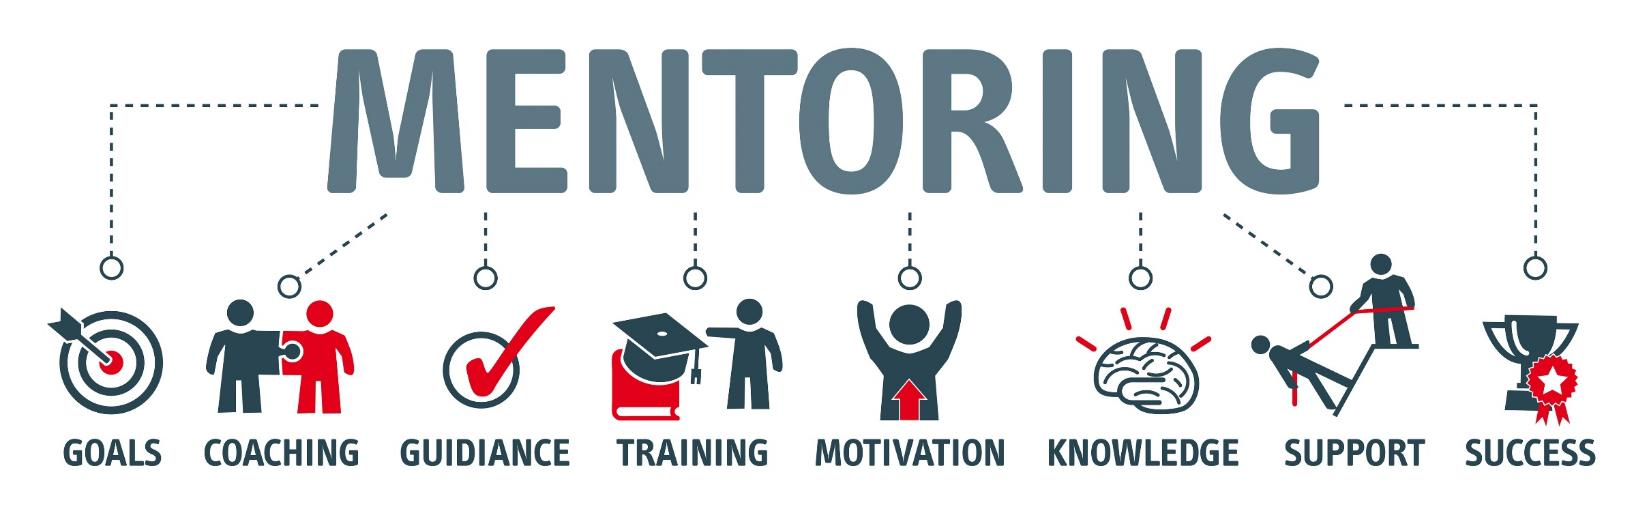 MENTORING
GOALS COACHING GUIDIANCE TRAINING MOTIVATION KNOWLEDGE SUPPORT SUCCESS